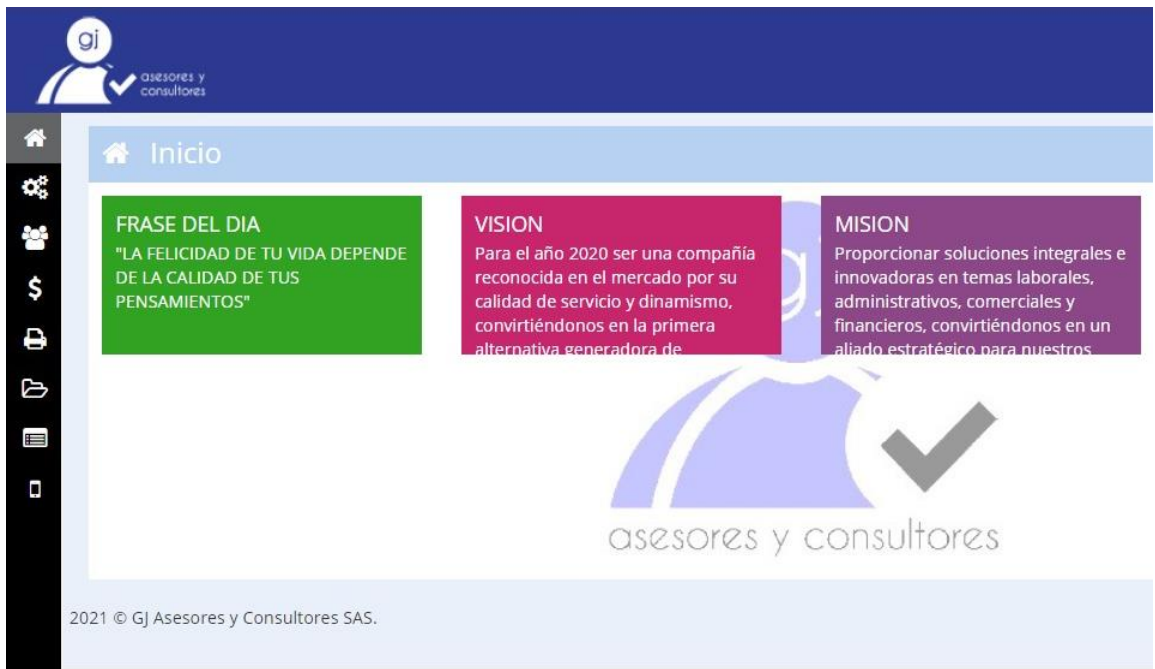 gj
asesores y
consultores
Inicio
FRASE DEL DIA
"LA FELICIDAD DE TU VIDA DEPENDE
DE LA CALIDAD DE TUS
PENSAMIENTOS"
VISION
Para el año 2020 ser una compañía
reconocida en el mercado por su
calidad de servicio y dinamismo,
convirtiéndonos en la primera
alternativa generadora de
MISION
Proporcionar soluciones integrales e
innovadoras en temas laborales,
administrativos, comerciales y
financieros, convirtiéndonos en un
aliado estratégico para nuestros
asesores y consultores
2021 © GJ Asesores y Consultores SAS.